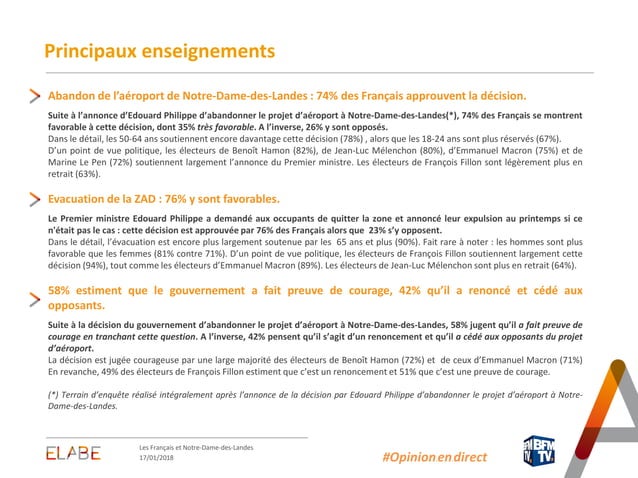 Principaux enseignements
Abandon de l'aéroport de Notre-Dame-des-Landes : 74% des Français approuvent la décision.
Suite à l'annonce d'Edouard Philippe d'abandonner le projet d'aéroport à Notre-Dame-des-Landes(*), 74% des Français se montrent
favorable à cette décision, dont 35% très favorable. A l'inverse, 26% y sont opposés.
Dans le détail, les 50-64 ans soutiennent encore davantage cette décision (78%) , alors que les 18-24 ans sont plus réservés (67%).
D'un point de vue politique, les électeurs de Benoît Hamon (82%), de Jean-Luc Mélenchon (80%), d'Emmanuel Macron (75%) et de
Marine Le Pen (72%) soutiennent largement l'annonce du Premier ministre. Les électeurs de François Fillon sont légèrement plus en
retrait (63%).
Evacuation de la ZAD : 76% y sont favorables.
Le Premier ministre Edouard Philippe a demandé aux occupants de quitter la zone et annoncé leur expulsion au printemps si ce
n'était pas le cas : cette décision est approuvée par 76% des Français alors que 23% s'y opposent.
Dans le détail, l'évacuation est encore plus largement soutenue par les 65 ans et plus (90%). Fait rare à noter : les hommes sont plus
favorable que les femmes (81% contre 71%). D'un point de vue politique, les électeurs de François Fillon soutiennent largement cette
décision (94%), tout comme les électeurs d'Emmanuel Macron (89%). Les électeurs de Jean-Luc Mélenchon sont plus en retrait (64%).
58% estiment que le gouvernement a fait preuve de courage, 42% qu'il a renoncé et cédé aux
opposants.
Suite à la décision du gouvernement d'abandonner le projet d'aéroport à Notre-Dame-des-Landes, 58% jugent qu'il a fait preuve de
courage en tranchant cette question. A l'inverse, 42% pensent qu'il s'agit d'un renoncement et qu'il a cédé aux opposants du projet
d'aéroport.
La décision est jugée courageuse par une large majorité des électeurs de Benoît Hamon (72%) et de ceux d'Emmanuel Macron (71%)
En revanche, 49% des électeurs de François Fillon estiment que c'est un renoncement et 51% que c'est une preuve de courage.
(*) Terrain d'enquête réalisé intégralement après l'annonce de la décision par Edouard Philippe d'abandonner le projet d'aéroport à Notre-
Dame-des-Landes.
ELABE
Les Français et Notre-Dame-des-Landes
17/01/2018
#Opinionendirect
BFM
TV.